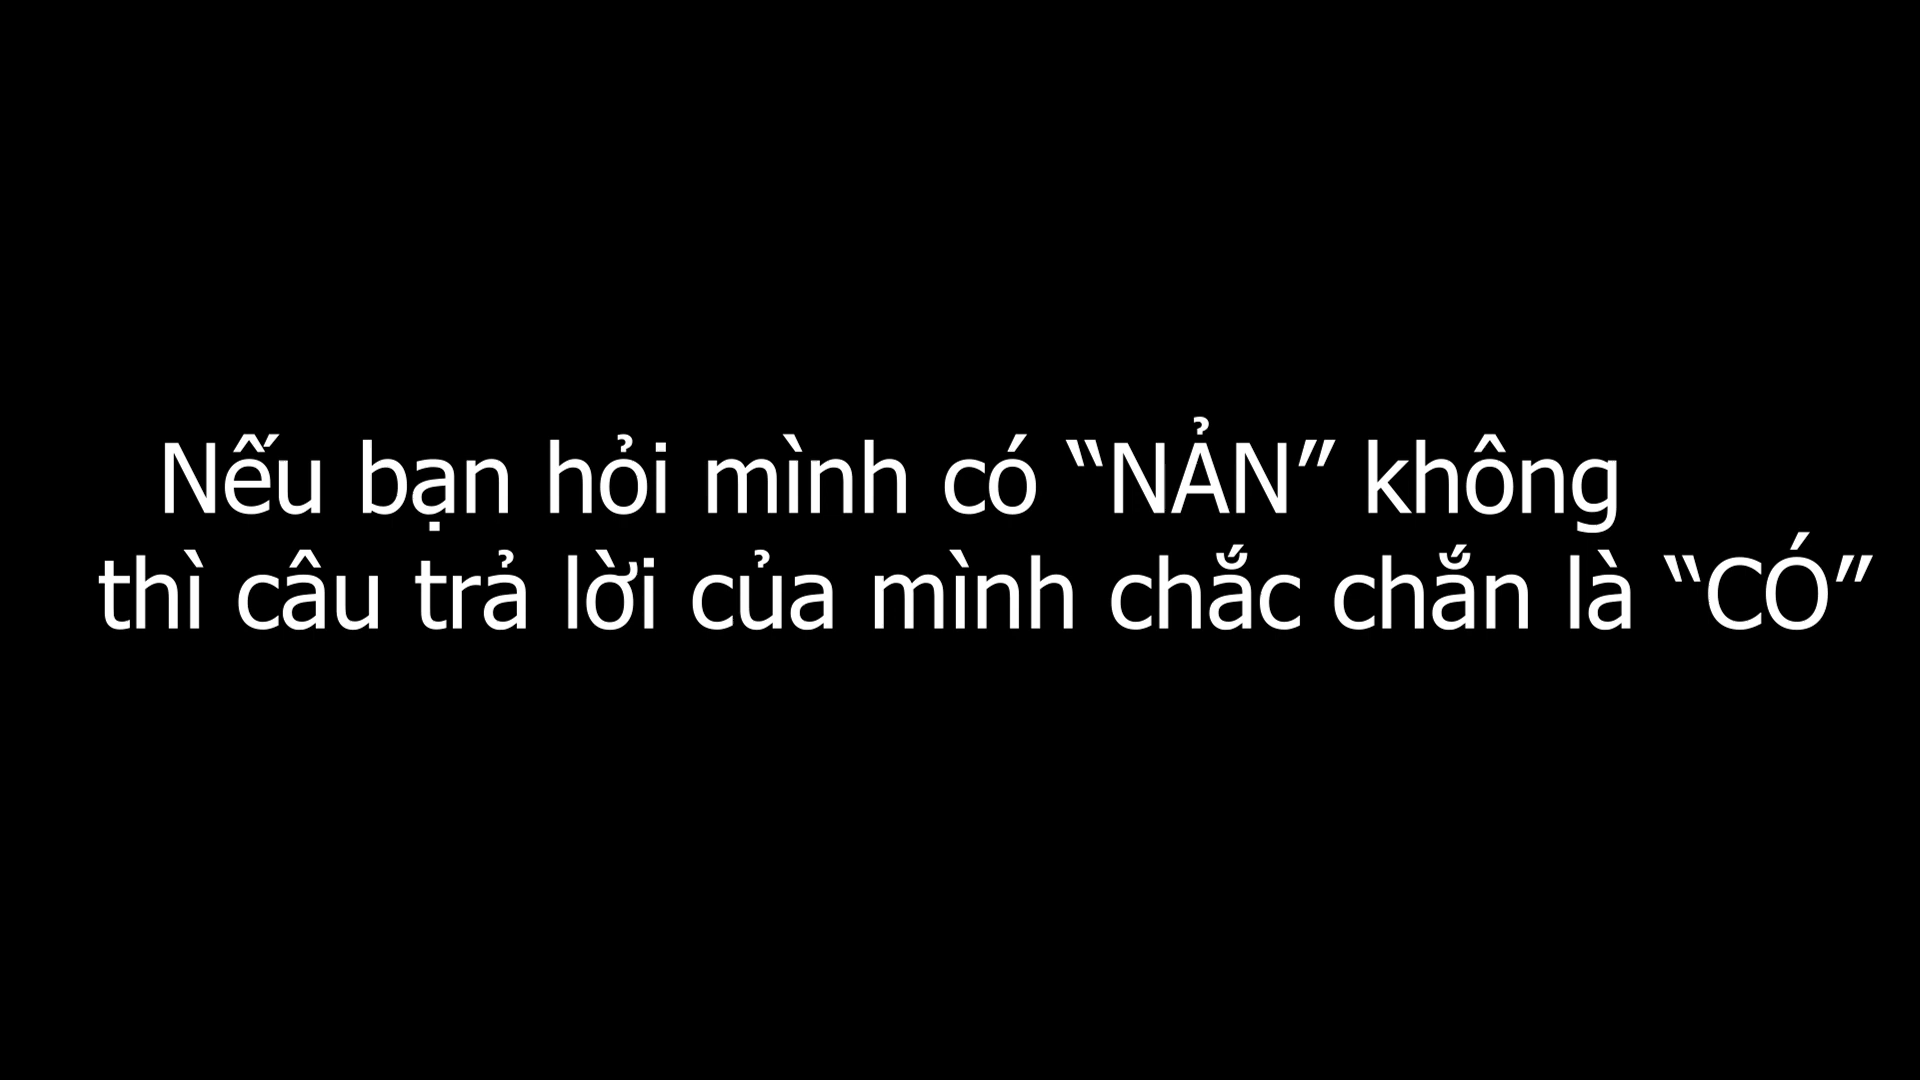 Nếu bạn hỏi mình có “NẢN” không
thì câu trả lời của mình chắc chắn là “CÓ”